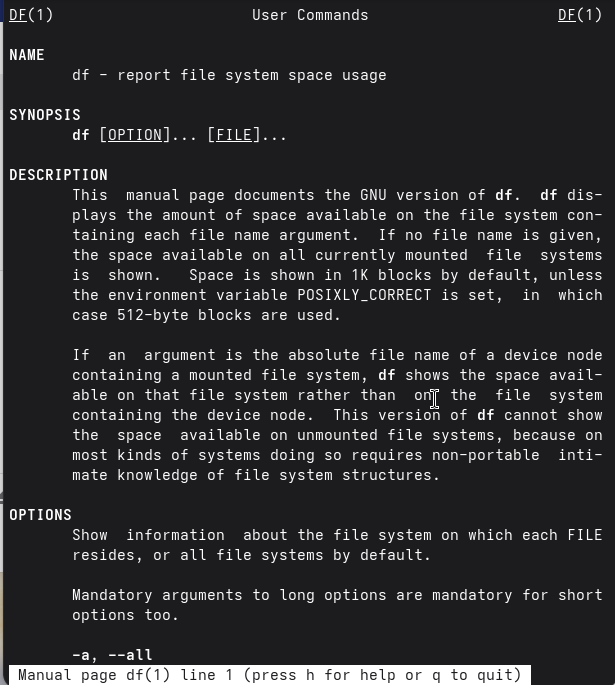 DF(1) User Commands DF(1)
NAME
df - report file system space usage
SYNOPSIS
df [OPTION]... [FILE]...
DESCRIPTION
This manual page documents the GNU version of df. df dis-
plays the amount of space available on the file system con-
taining each file name argument. If no file name is given,
the space available on all currently mounted file systems
is shown. Space is shown in 1K blocks by default, unless
the environment variable POSIXLY_CORRECT is set, in which
case 512-byte blocks are used.
If an argument is the absolute file name of a device node
containing a mounted file system, df shows the space avail-
able on that file system rather than on the file system
containing the device node. This version of df cannot show
the space available on unmounted file systems, because on
most kinds of systems doing so requires non-portable inti-
mate knowledge of file system structures.
OPTIONS
Show information about the file system on which each FILE
resides, or all file systems by default.
Mandatory arguments to long options are mandatory for short
options too.
-a, --all
Manual page df(1) line 1 (press h for help or q to quit)